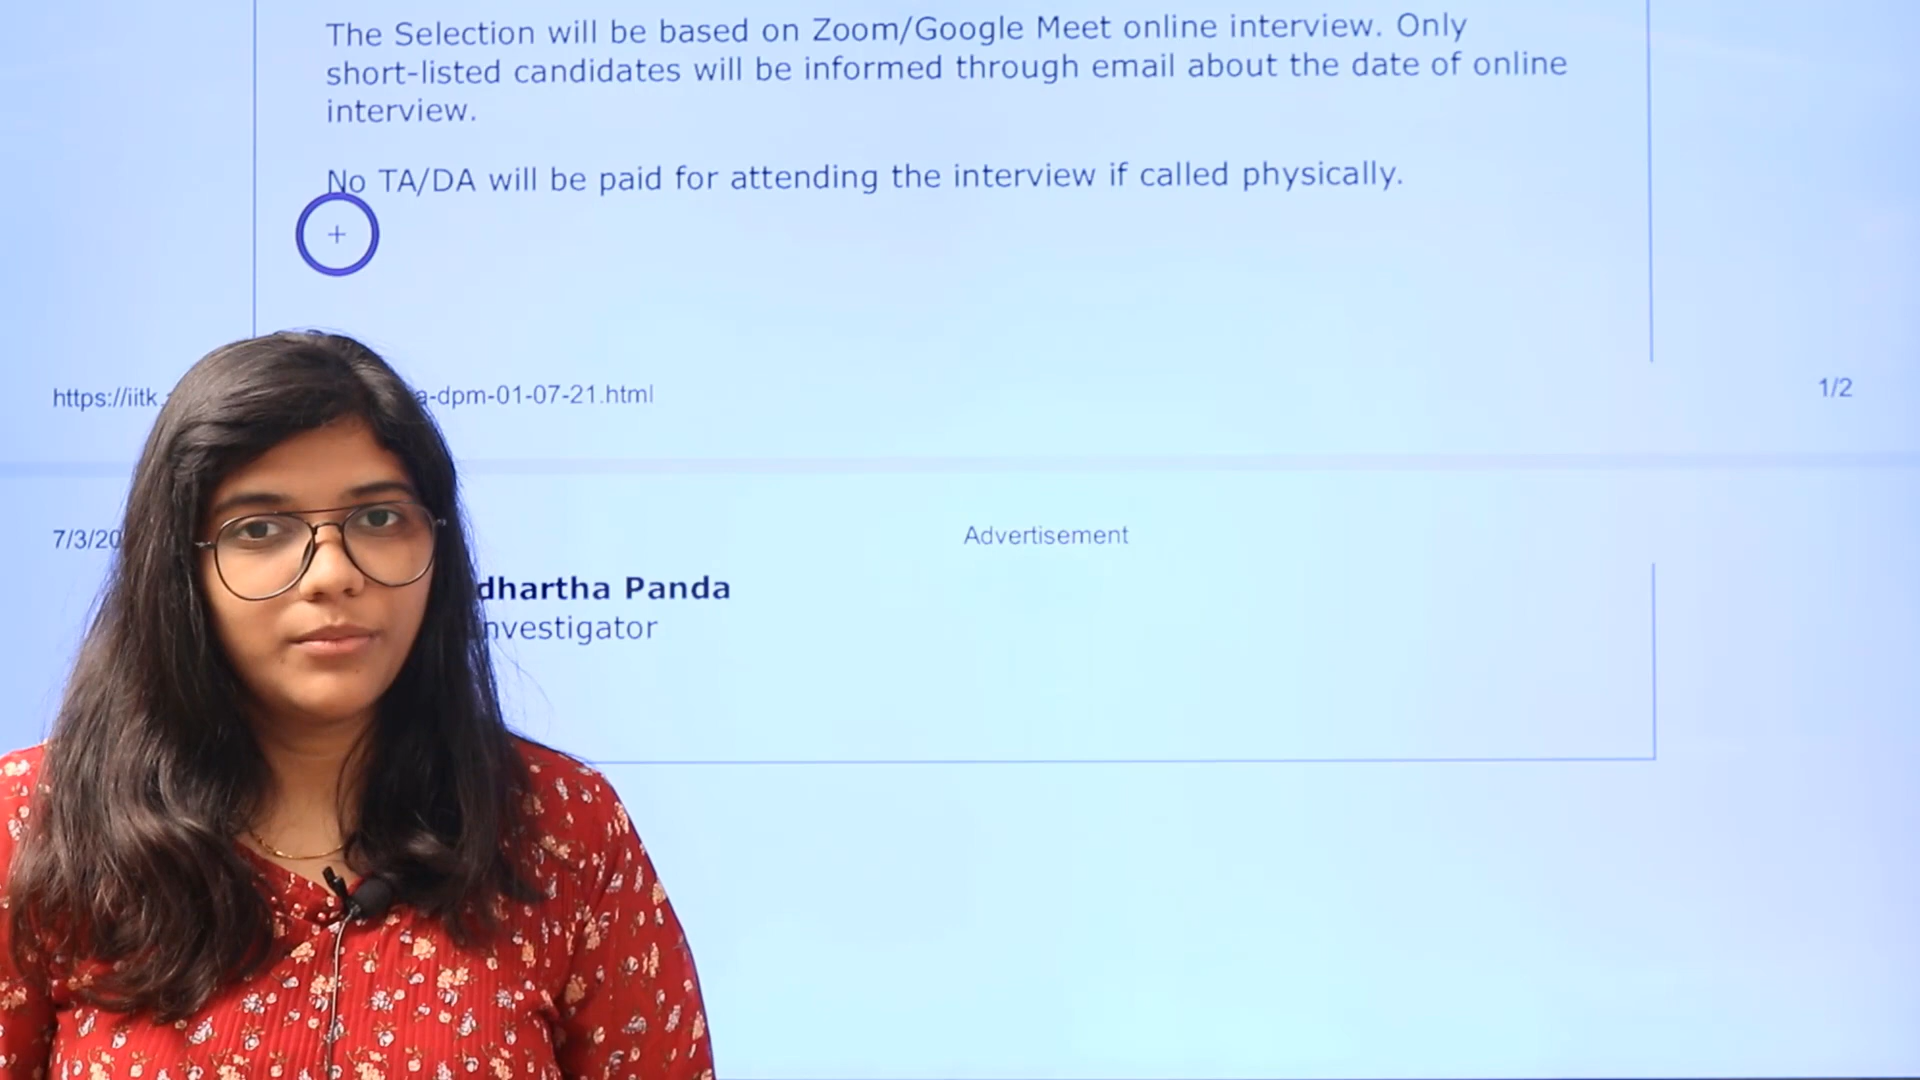 The Selection will be based on Zoom/Google Meet online interview. Only
short-listed candidates will be informed through email about the date of online
interview.
No TA/DA will be paid for attending the interview if called physically.
https://iitk a-dpm-01-07-21.html
1/2
7/3/20
Advertisement
dhartha Panda
nvestigator